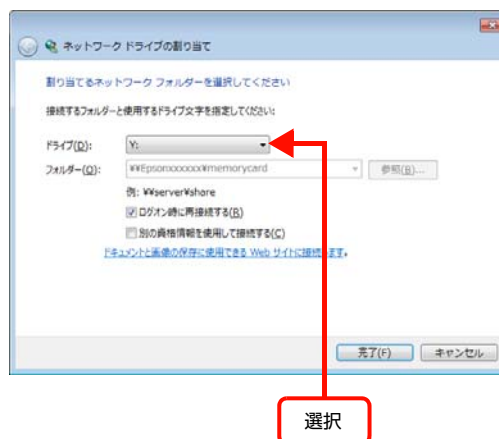 ネットワーク ドライブの割り当て
割り当てるネットワーク フォルダーを選択してください
接続するフォルダーと使用するドライブ文字を指定してください:
ドライブ(D): Y:
フォルダー(O): ¥¥Epsonxxxxxx¥memorycard 参照(B)...
例: ¥¥server¥share
ログオン時に再接続する(R)
別の資格情報を使用して接続する(C)
ドキュメントと画像の保存に使用できる Web サイトに接続します。
完了(F) キャンセル
選択